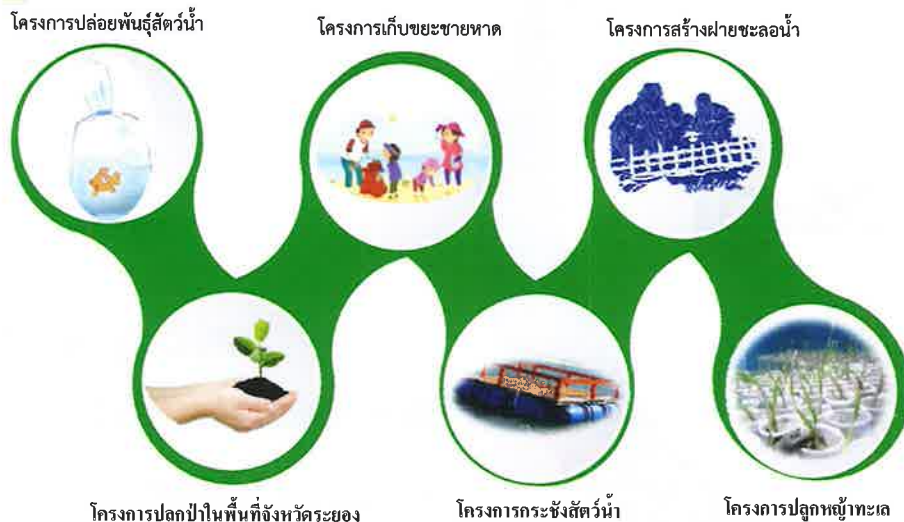 โครงการปล่อยพันธุ์สัตว์น้ำ
โครงการเก็บขยะชายหาด
โครงการสร้างฝายชะลอน้ำ
โครงการปลูกป่าในพื้นที่จังหวัดระยอง
โครงการกระชังสัตว์น้ำ
โครงการปลูกหญ้าทะเล